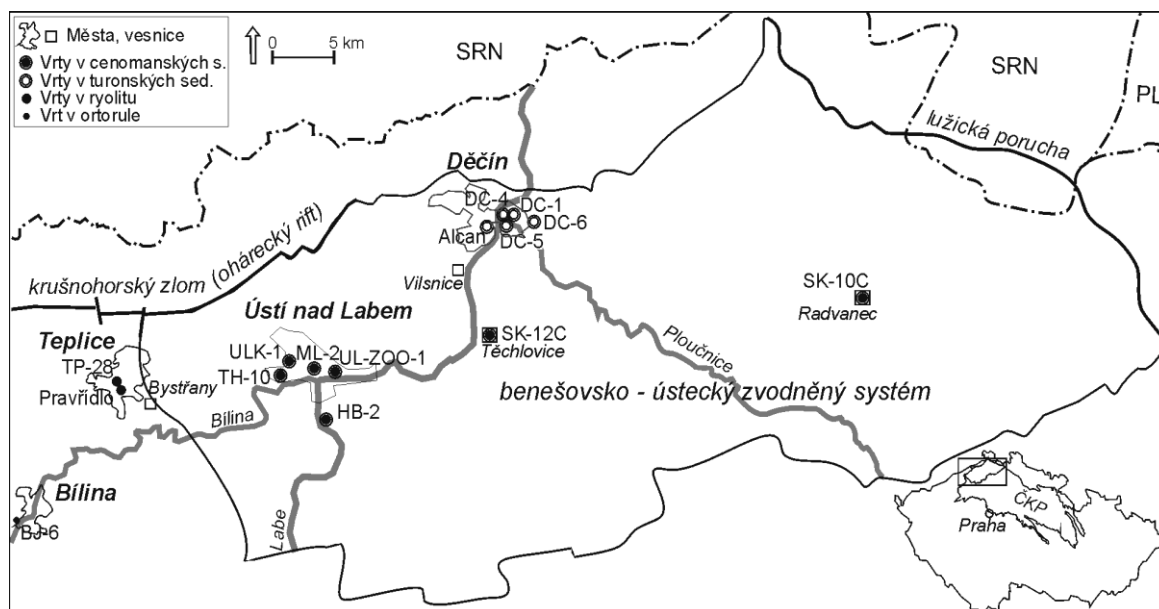 Města, vesnice
Vrty v cenomanských s.
Vrty v turonských sed.
Vrty v ryolitu
Vrt v ortorule
0 5 km
SRN
SRN
PL
lužická porucha
Děčín
DC-4
DC-1
DC-6
Alcan
DC-5
Vilsnice
krušnohorský zlom (ohárecký rift)
SK-10C
Radvanec
Ústí nad Labem
SK-12C
Těchlovice
Ploučnice
Teplice
ULK-1
ML-2
UL-ZOO-1
TP-28
TH-10
Bystřany
Pravřídlo
benešovsko - ústecký zvodněný systém
Bílina
HB-2
Bílina
BJ-6
Labe
ČKP
Praha